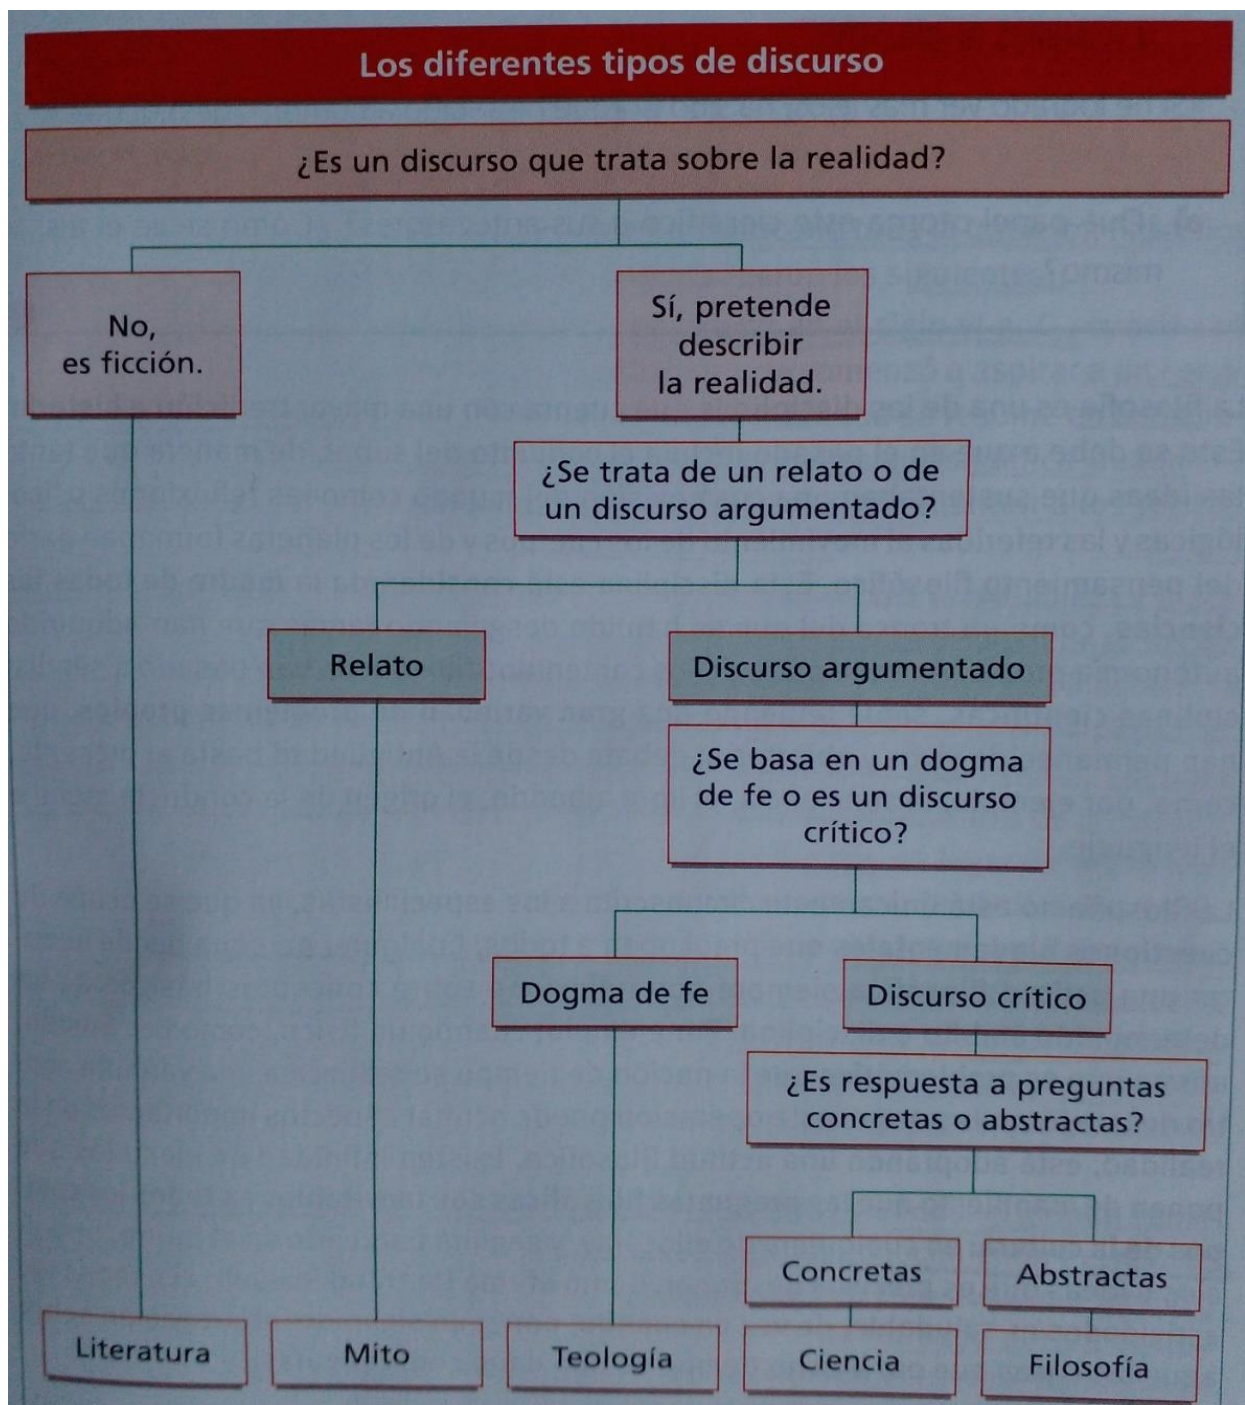 Los diferentes tipos de discurso
¿Es un discurso que trata sobre la realidad?
No,
es ficción.
Sí, pretende
describir
la realidad.
¿Se trata de un relato o de
un discurso argumentado?
Relato
Discurso argumentado
¿Se basa en un dogma
de fe o es un discurso
crítico?
Dogma de fe
Discurso crítico
¿Es respuesta a preguntas
concretas o abstractas?
Concretas
Abstractas
Literatura
Mito
Teología
Ciencia
Filosofía